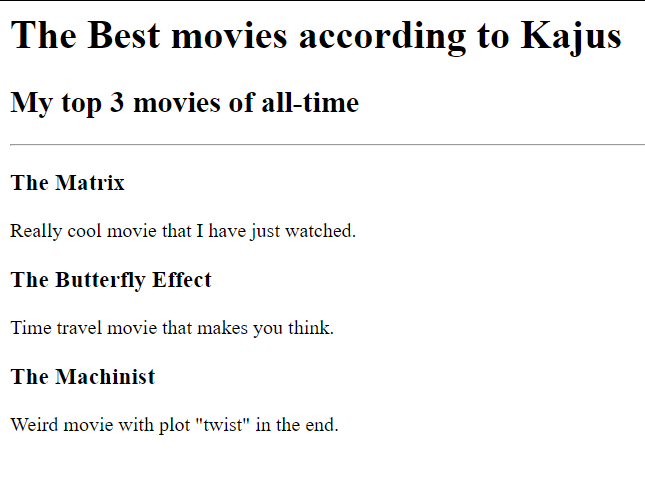 The Best movies according to Kajus
My top 3 movies of all-time
The Matrix
Really cool movie that I have just watched.
The Butterfly Effect
Time travel movie that makes you think.
The Machinist
Weird movie with plot "twist" in the end.